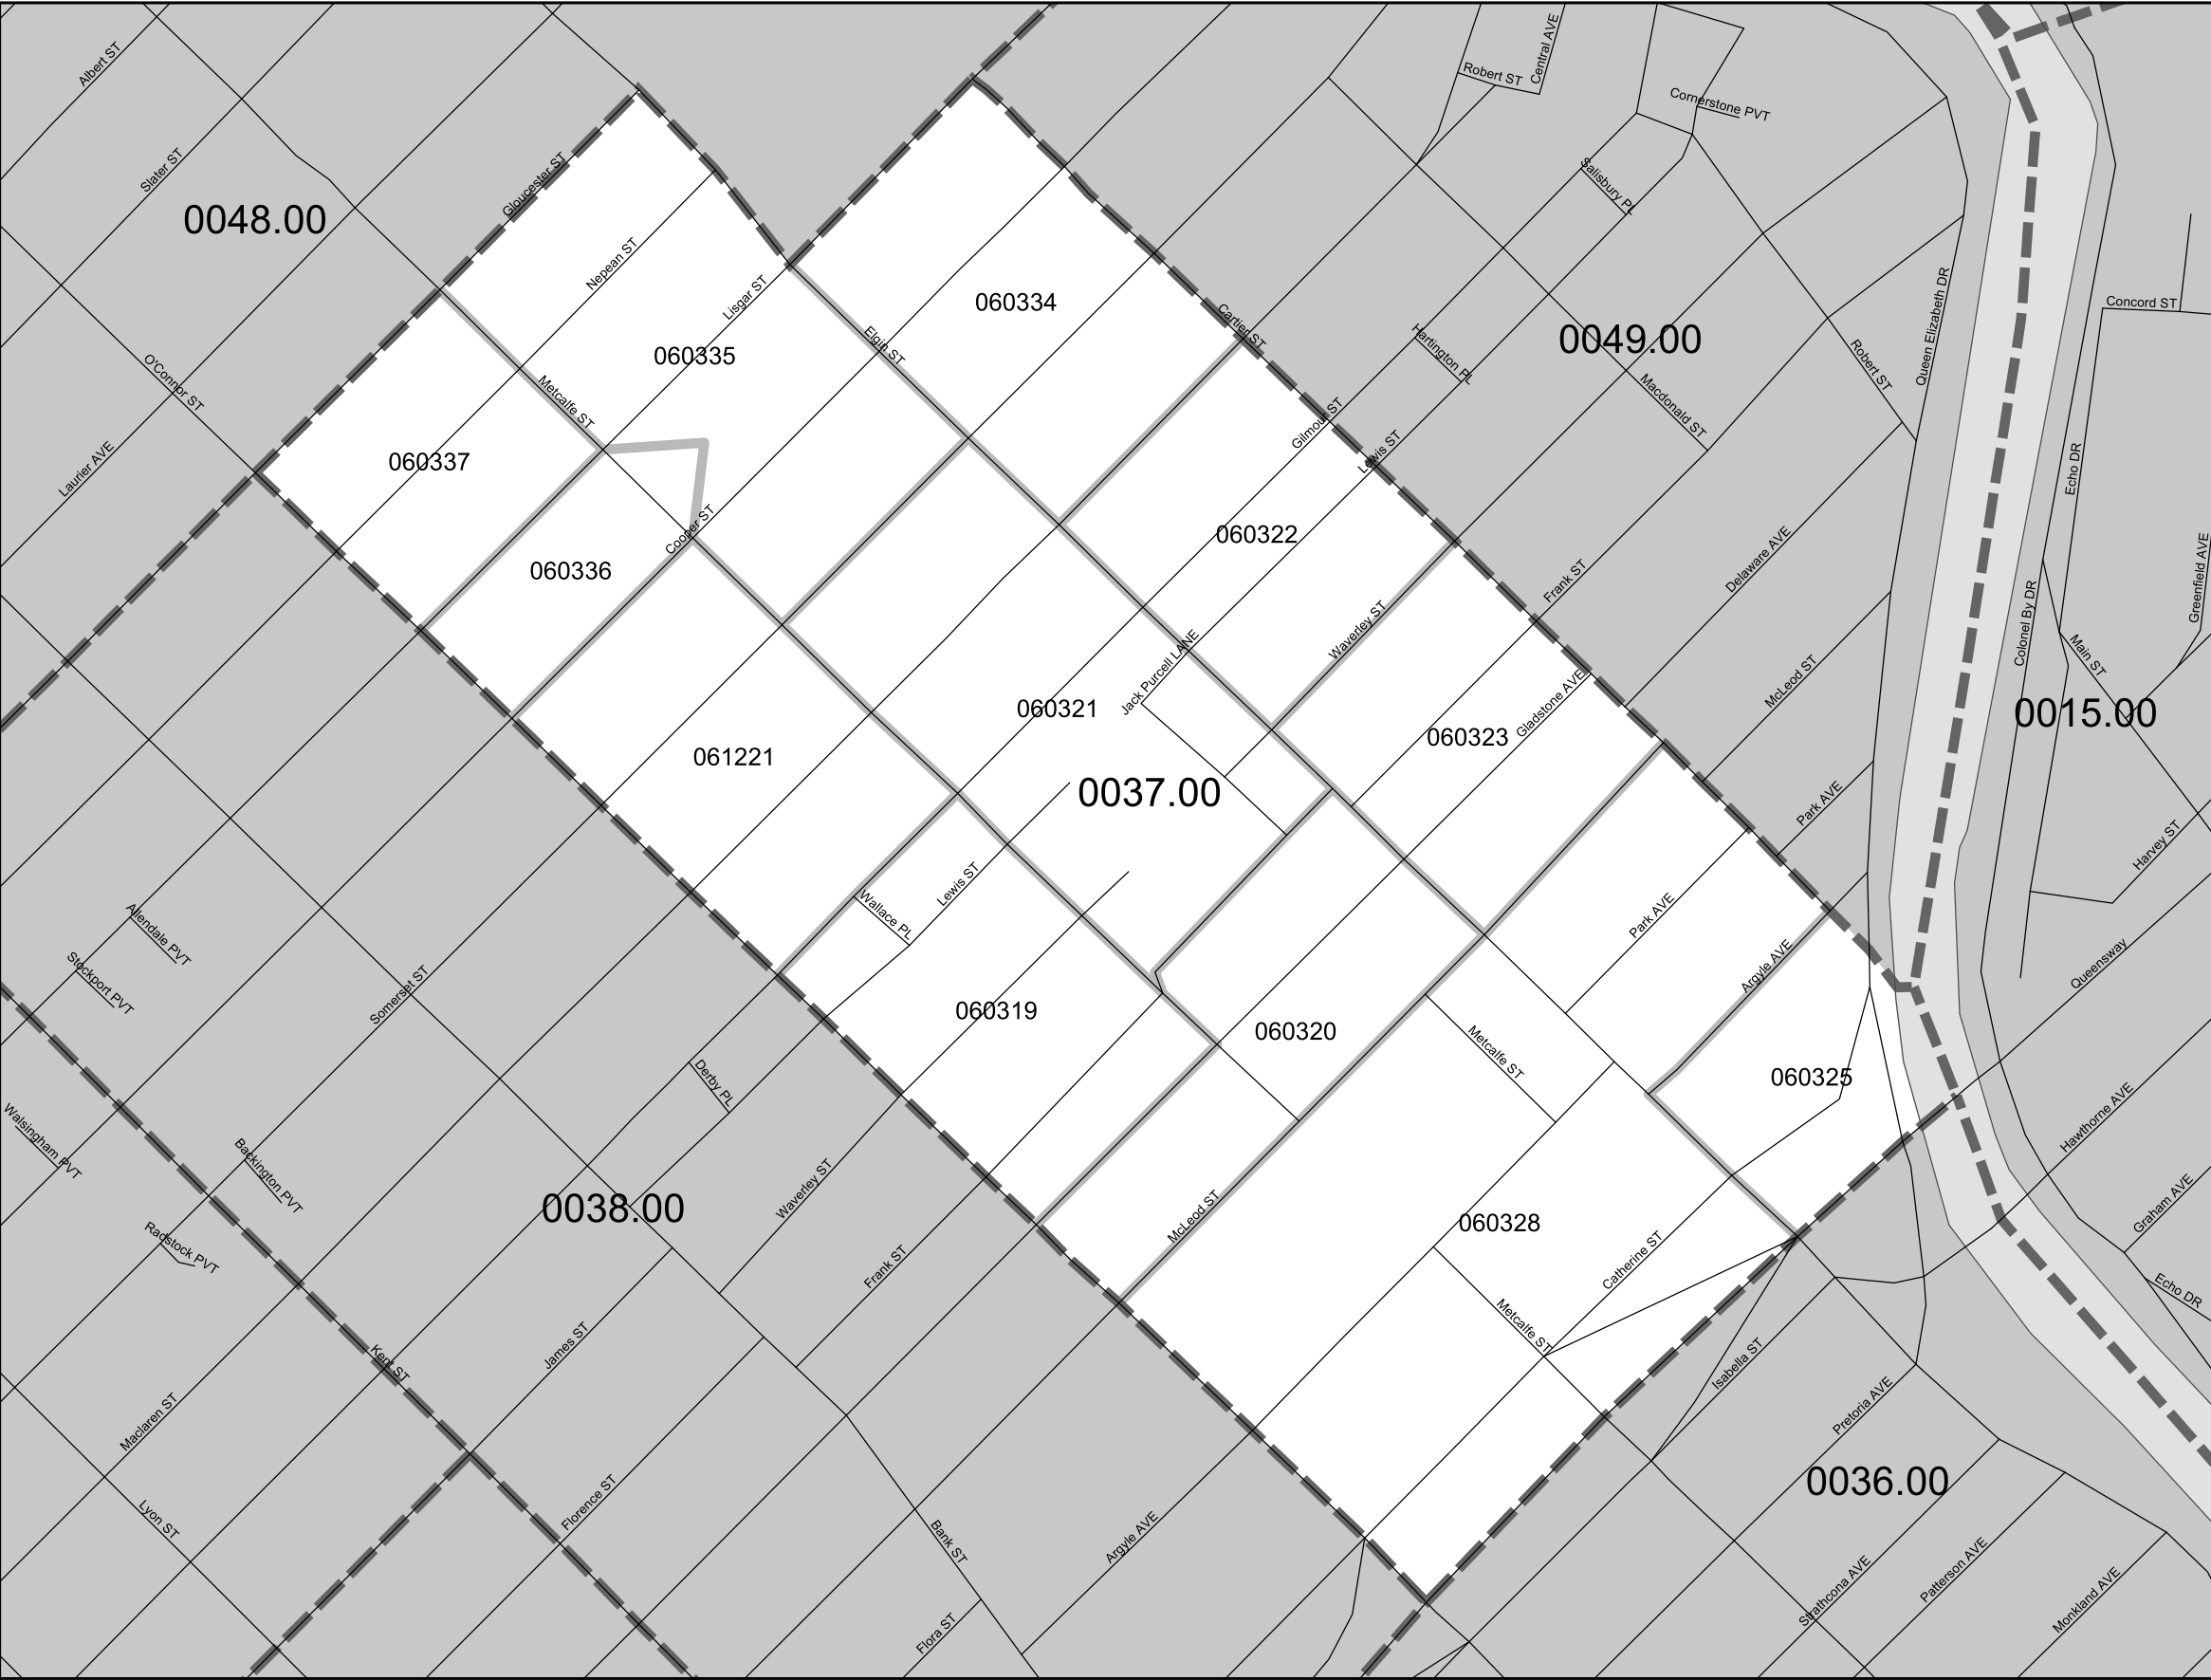 Albert ST
Central AVE
Robert ST
Cornerstone PVT
Slater ST
Gloucester ST
Salisbury PL
0048.00
Nepean ST
Lisgar ST
060334
Concord ST
Queen Elizabeth DR
Cartier ST
0049.00
Elgin ST
060335
Hartington PL
Robert ST
O'Connor ST
Metcalfe ST
Macdonald ST
Gilmour ST
Lewis ST
Laurier AVE
060337
Echo DR
Cooper ST
060322
Delaware AVE
Greenfield AVE
060336
Frank ST
Colonel By DR
Waverley ST
Main ST
Jack Purcell LANE
McLeod ST
060321
Gladstone AVE
0015.00
061221
060323
0037.00
Park AVE
Harvey ST
Wallace PL
Lewis ST
Park AVE
Allendale PVT
Stockport PVT
Argyle AVE
Queensway
Somerset ST
060319
060320
Metcalfe ST
060325
Derby PL
Hawthorne AVE
Walsingham PVT
Backington PVT
Waverley ST
0038.00
McLeod ST
060328
Graham AVE
Radstock PVT
Frank ST
Catherine ST
Echo DR
Metcalfe ST
James ST
Kent ST
Isabella ST
Pretoria AVE
Maclaren ST
0036.00
Lyon ST
Florence ST
Bank ST
Argyle AVE
Strathcona AVE
Patterson AVE
Monkland AVE
Flora ST